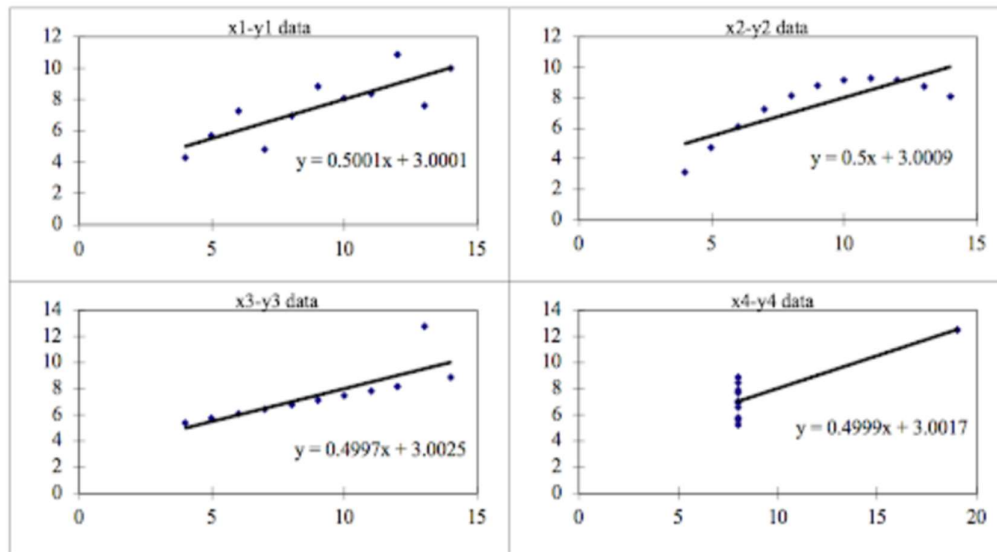 x1-y1 data
12
10
8
6
4
2
0
y = 0.5001x + 3.0001
0 5 10 15
x2-y2 data
12
10
8
6
4
2
0
y = 0.5x + 3.0009
0 5 10 15
x3-y3 data
14
12
10
8
6
4
2
0
y = 0.4997x + 3.0025
0 5 10 15
x4-y4 data
14
12
10
8
6
4
2
0
y = 0.4999x + 3.0017
0 5 10 15 20